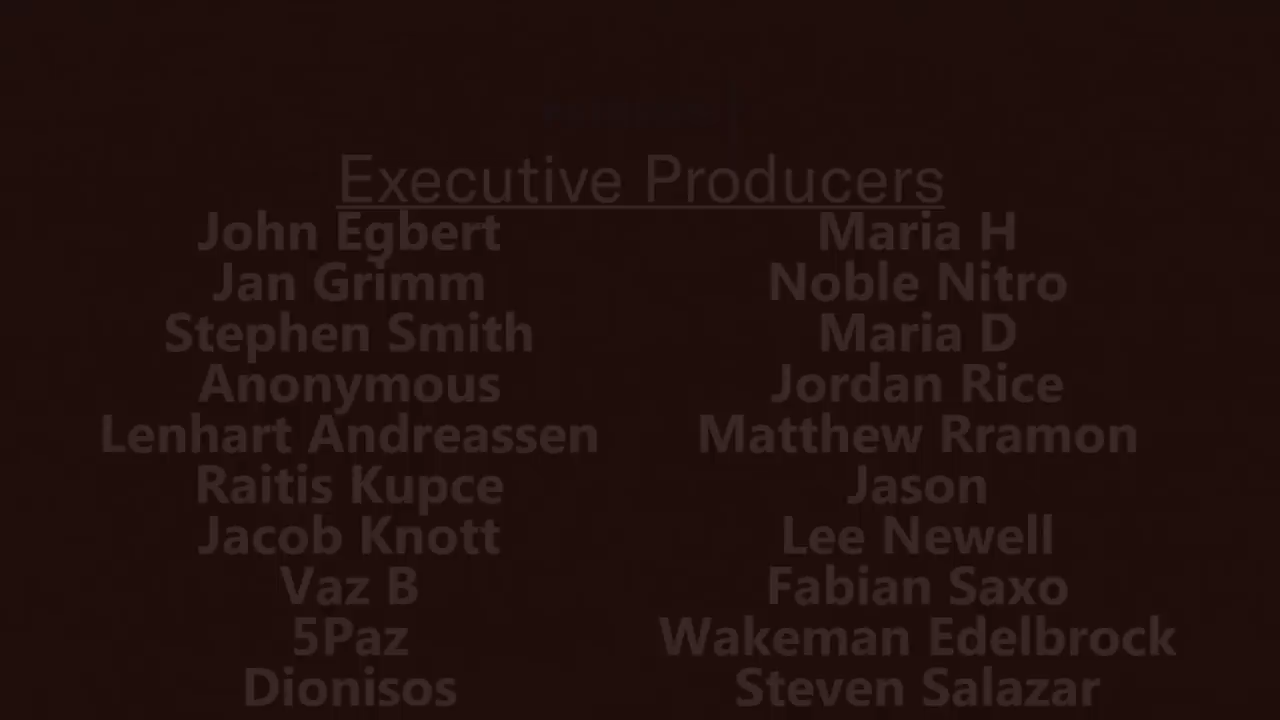 Executive Producers
John Egbert
Jan Grimm
Stephen Smith
Anonymous
Lenhart Andreassen
Raitis Kupce
Jacob Knott
Vaz B
5Paz
Dionisos
Maria H
Noble Nitro
Maria D
Jordan Rice
Matthew Rramon
Jason
Lee Newell
Fabian Saxo
Wakeman Edelbrock
Steven Salazar